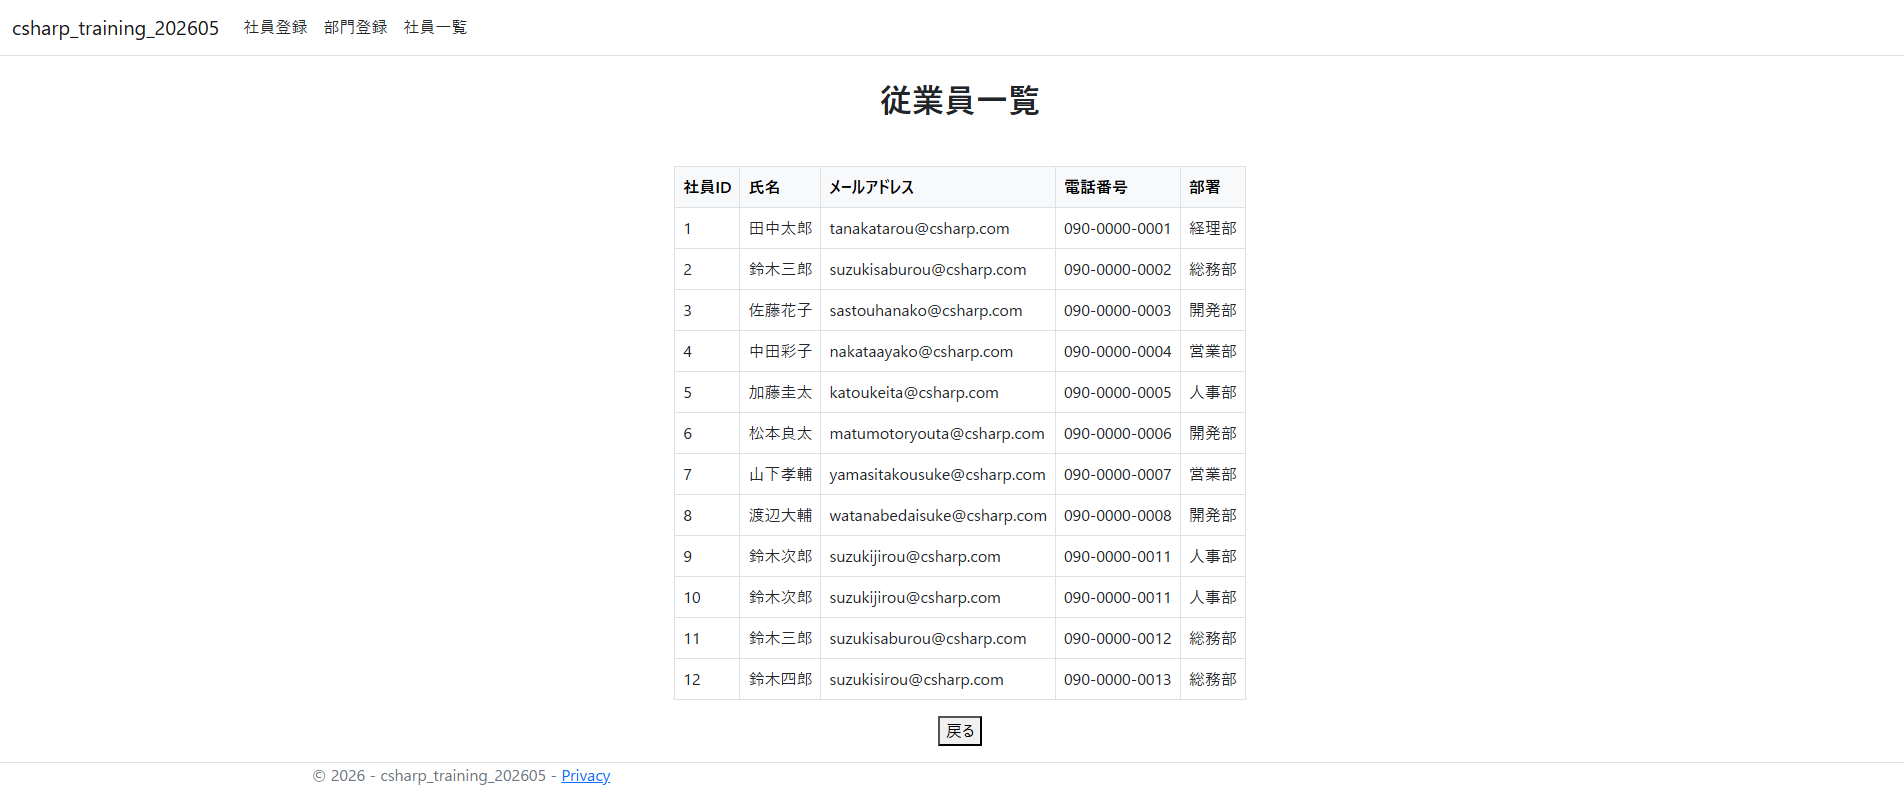 csharp_training_202605 社員登録 部門登録 社員一覧
従業員一覧
社員ID 氏名 メールアドレス 電話番号 部署
1 田中太郎 tanakatarou@csharp.com 090-0000-0001 経理部
2 鈴木三郎 suzukisaburou@csharp.com 090-0000-0002 総務部
3 佐藤花子 sastouhanako@csharp.com 090-0000-0003 開発部
4 中田彩子 nakataayako@csharp.com 090-0000-0004 営業部
5 加藤圭太 katoukeita@csharp.com 090-0000-0005 人事部
6 松本良太 matumotoryouta@csharp.com 090-0000-0006 開発部
7 山下孝輔 yamasitakousuke@csharp.com 090-0000-0007 営業部
8 渡辺大輔 watanabedaisuke@csharp.com 090-0000-0008 開発部
9 鈴木次郎 suzukijirou@csharp.com 090-0000-0011 人事部
10 鈴木次郎 suzukijirou@csharp.com 090-0000-0011 人事部
11 鈴木三郎 suzukisaburou@csharp.com 090-0000-0012 総務部
12 鈴木四郎 suzukisirou@csharp.com 090-0000-0013 総務部
戻る
© 2026 - csharp_training_202605 - Privacy